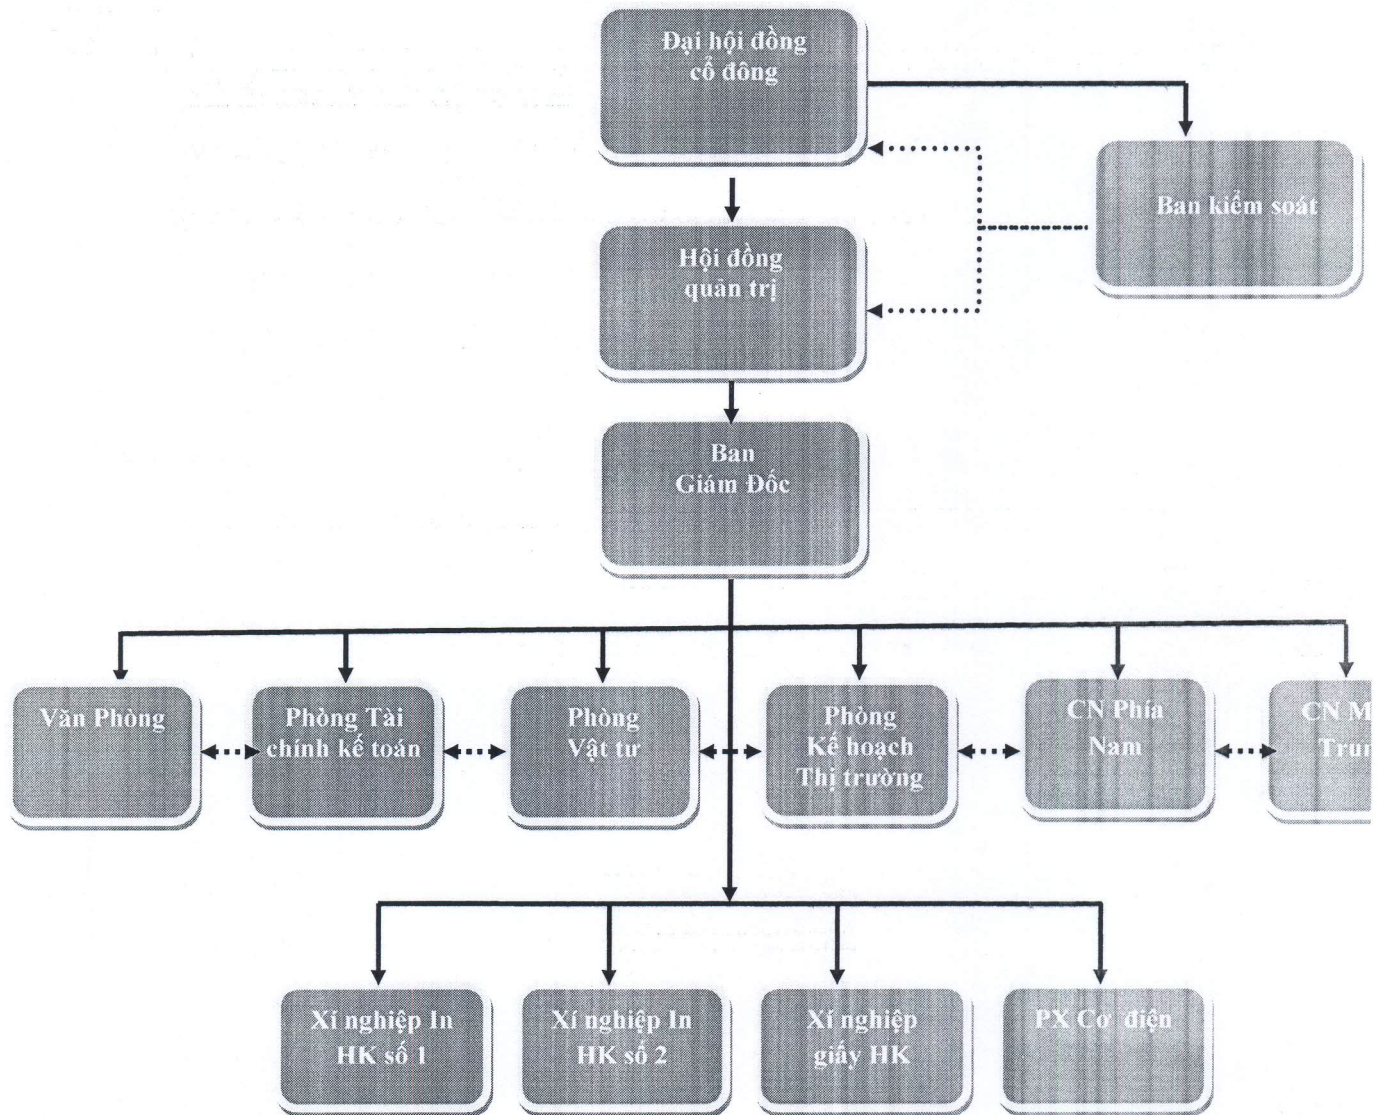 Đại hội đồng
cổ đông
Ban kiểm soát
Hội đồng
quản trị
Ban
Giám Đốc
Văn Phòng
Phòng Tài
chính kế toán
Phòng
Vật tư
Phòng
Kế hoạch
Thị trường
CN Phía
Nam
CN
Xí nghiệp In
HK số 1
Xí nghiệp In
HK số 2
Xí nghiệp
giấy HK
PX Cơ điện